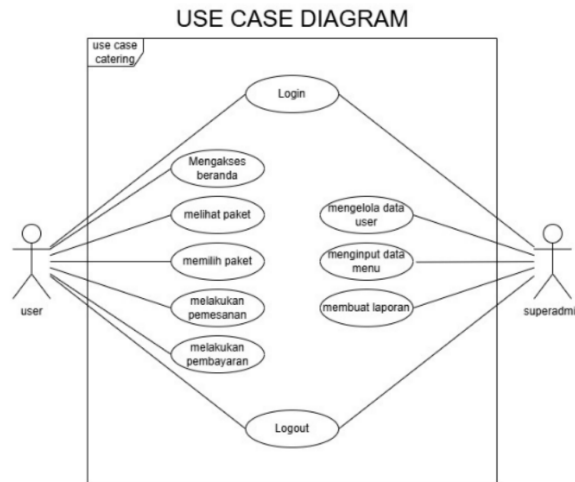 USE CASE DIAGRAM
use case
catering
Login
Mengakses
beranda
melihat paket
mengelola data
user
memilih paket
menginput data
menu
user
melakukan
pemesanan
membuat laporan
superadmi
melakukan
pembayaran
Logout